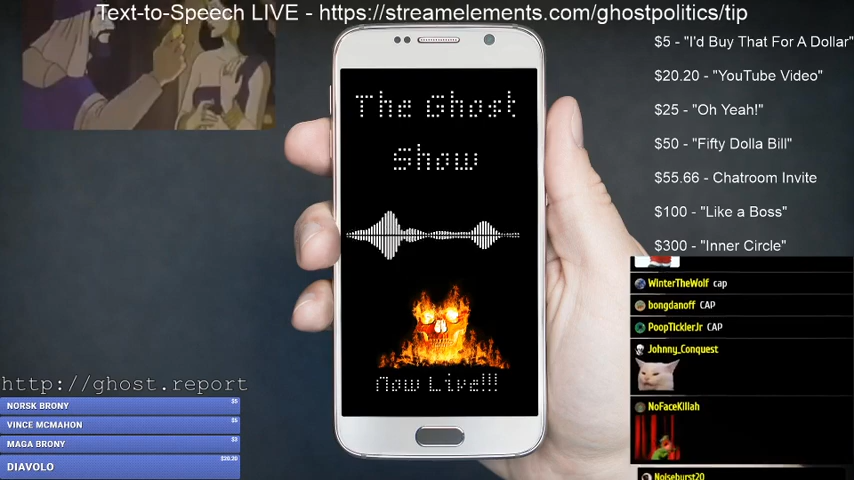 Text-to-Speech LIVE - https://streamelements.com/ghostpolitics/tip
$5 - "I'd Buy That For A Dollar"
$20.20 - "YouTube Video"
$25 - "Oh Yeah!"
$50 - "Fifty Dolla Bill"
$55.66 - Chatroom Invite
$100 - "Like a Boss"
$300 - "Inner Circle"
The Ghost
Show
Now Live!!!
http://ghost.report
NORSK BRONY $5
VINCE MCMAHON $5
MAGA BRONY $3
DIAVOLO $20.20
WinterTheWolf cap
bongdanoff CAP
PoopTicklerJr CAP
Johnny_Conquest
NoFaceKillah
Noiseburst20